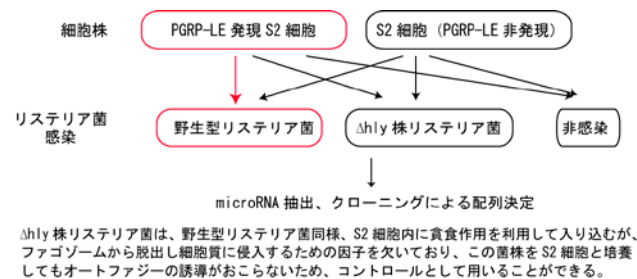 細胞株
PGRP-LE 発現 S2 細胞
S2 細胞（PGRP-LE 非発現）
リステリア菌
感染
野生型リステリア菌
Δhly 株リステリア菌
非感染
microRNA 抽出、クローニングによる配列決定
Δhly 株リステリア菌は、野生型リステリア菌同様、S2 細胞内に貪食作用を利用して入り込むが、
ファゴゾームから脱出し細胞質に侵入するための因子を欠いており、この菌株を S2 細胞と培養
してもオートファジーの誘導がおこらないため、コントロールとして用いることができる。